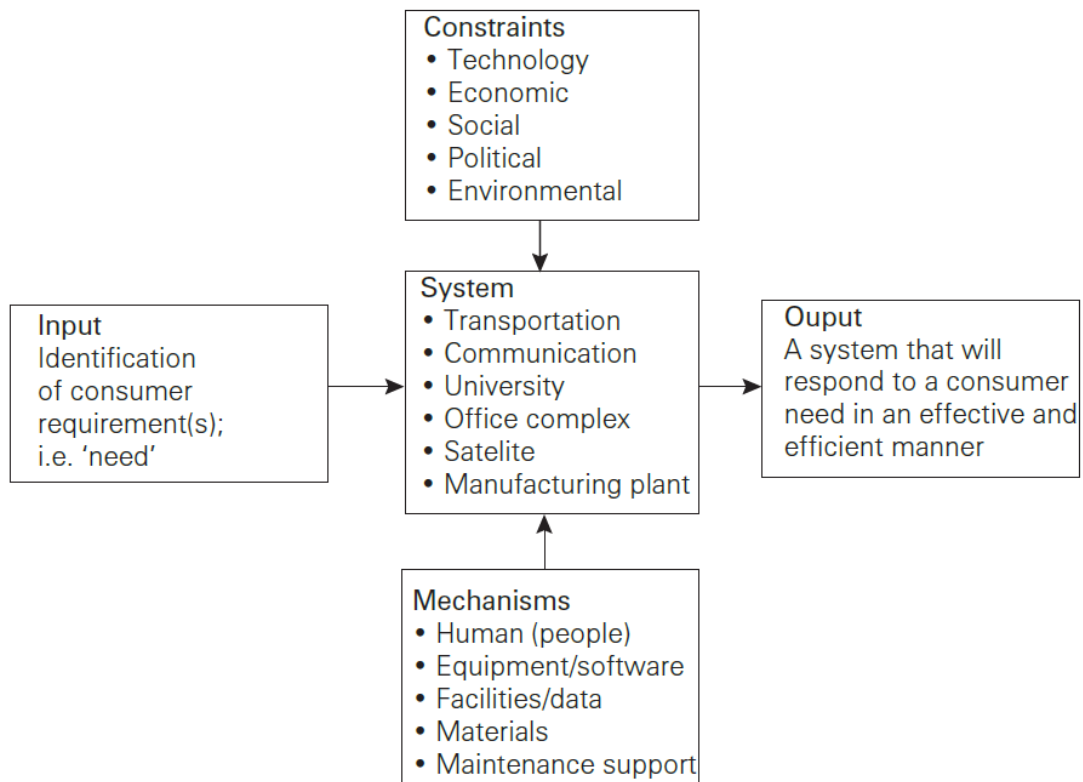 Constraints
• Technology
• Economic
• Social
• Political
• Environmental
Input
Identification
of consumer
requirement(s);
i.e. ‘need’
System
• Transportation
• Communication
• University
• Office complex
• Satelite
• Manufacturing plant
Ouput
A system that will
respond to a consumer
need in an effective and
efficient manner
Mechanisms
• Human (people)
• Equipment/software
• Facilities/data
• Materials
• Maintenance support